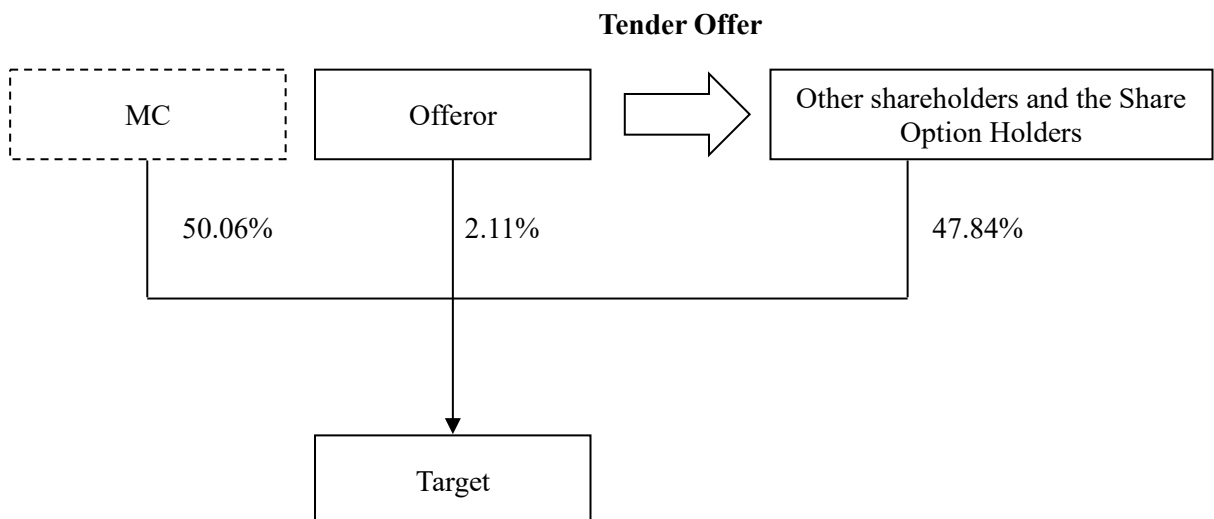 Tender Offer
MC
Offeror
Other shareholders and the Share
Option Holders
50.06%
2.11%
47.84%
Target